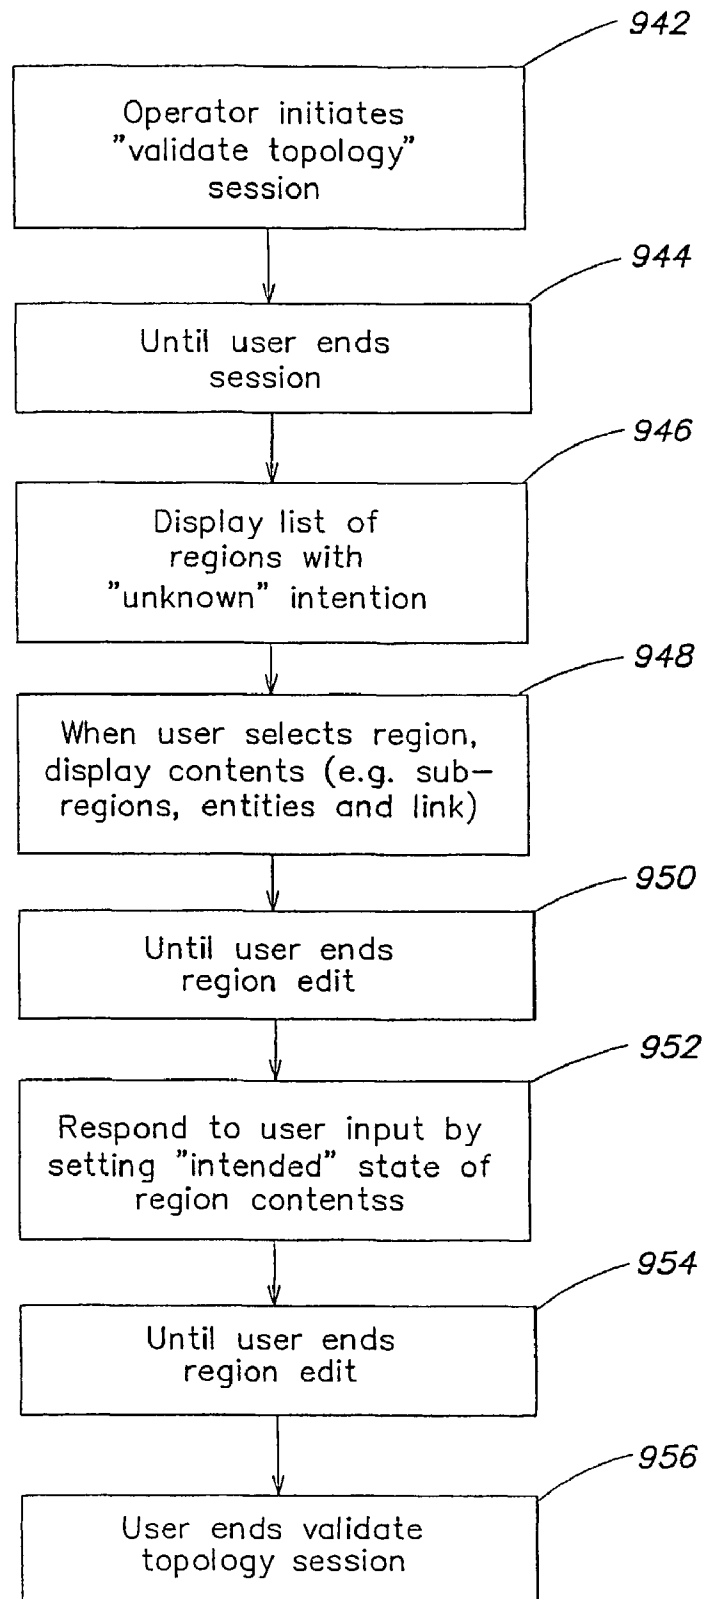 942
Operator initiates
"validate topology"
session
944
Until user ends
session
946
Display list of
regions with
"unknown" intention
948
When user selects region,
display contents (e.g. sub-
regions, entities and link)
950
Until user ends
region edit
952
Respond to user input by
setting "intended" state of
region contentss
954
Until user ends
region edit
956
User ends validate
topology session